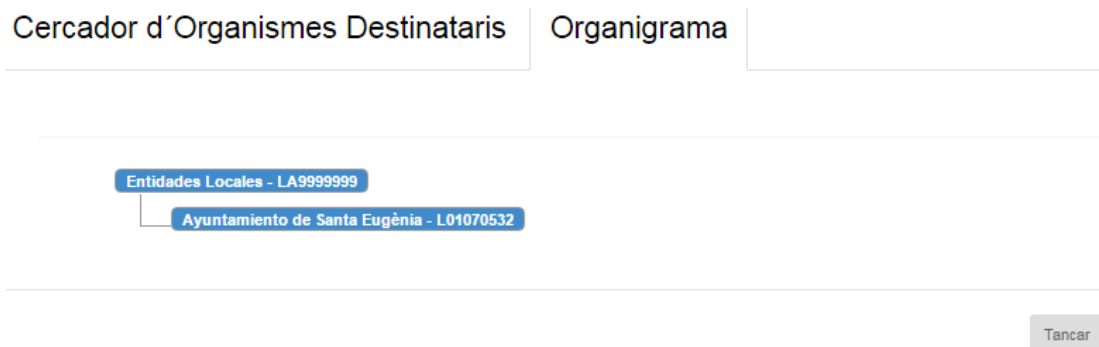 Cercador d´Organismes Destinataris Organigrama
Entidades Locales - LA9999999
Ayuntamiento de Santa Eugènia - L01070532
Tancar